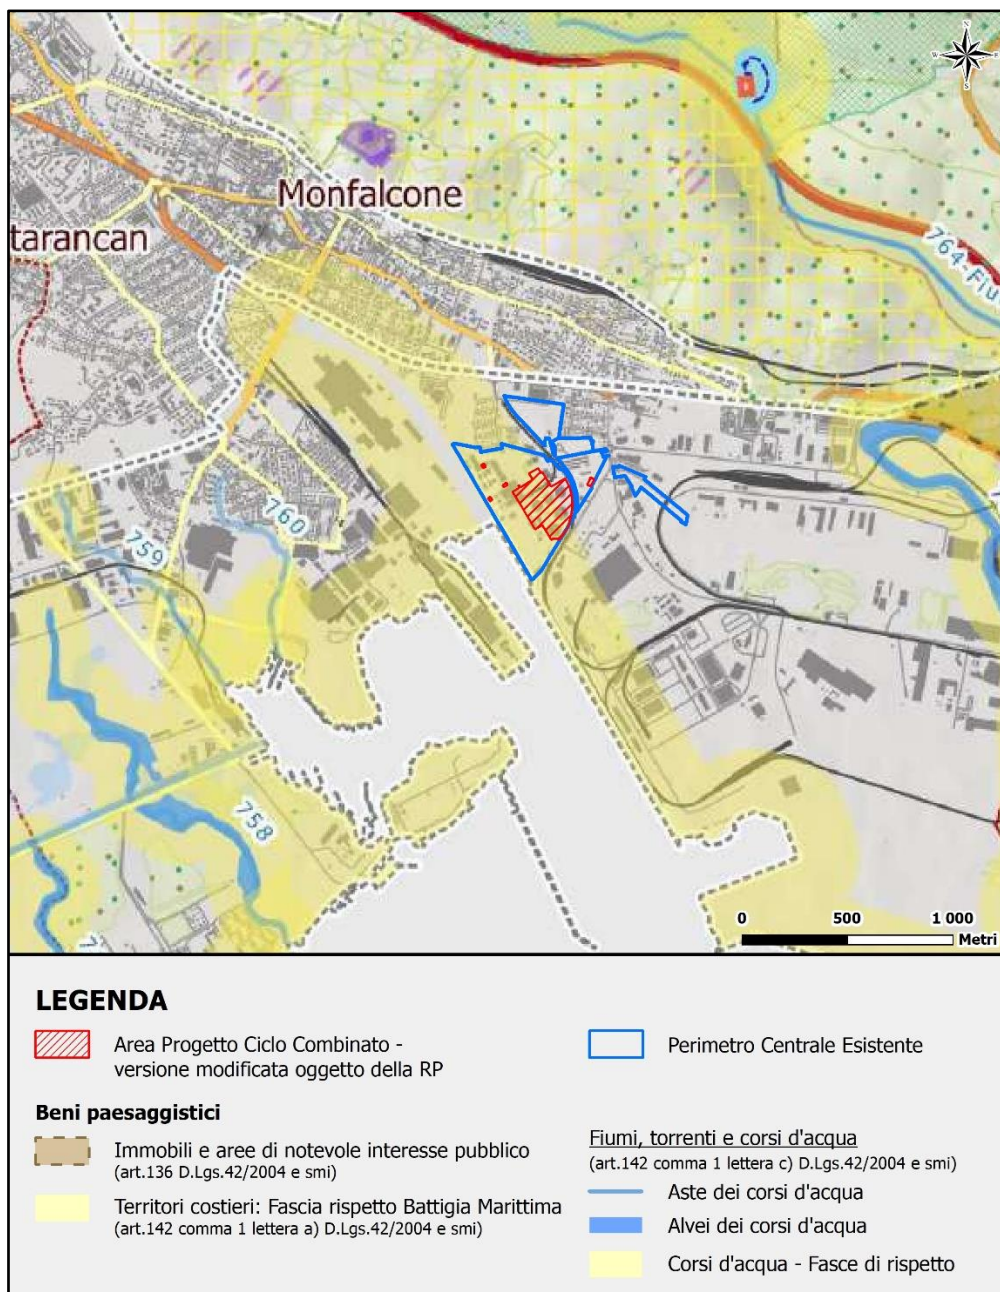 N
W
E
S
Monfalcone
tarancan
764-Fiu
760
759
758
7
0 500 1 000
Metri
LEGENDA
Area Progetto Ciclo Combinato -
versione modificata oggetto della RP
Perimetro Centrale Esistente
Beni paesaggistici
Immobili e aree di notevole interesse pubblico
(art.136 D.Lgs.42/2004 e smi)
Territori costieri: Fascia rispetto Battigia Marittima
(art.142 comma 1 lettera a) D.Lgs.42/2004 e smi)
Fiumi, torrenti e corsi d'acqua
(art.142 comma 1 lettera c) D.Lgs.42/2004 e smi)
Aste dei corsi d'acqua
Alvei dei corsi d'acqua
Corsi d'acqua - Fasce di rispetto